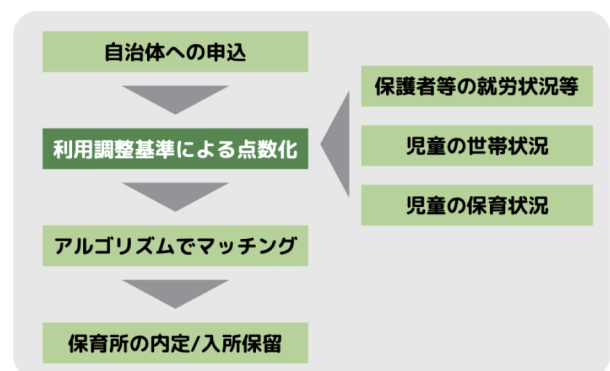 自治体への申込
利用調整基準による点数化
アルゴリズムでマッチング
保育所の内定/入所保留
保護者等の就労状況等
児童の世帯状況
児童の保育状況